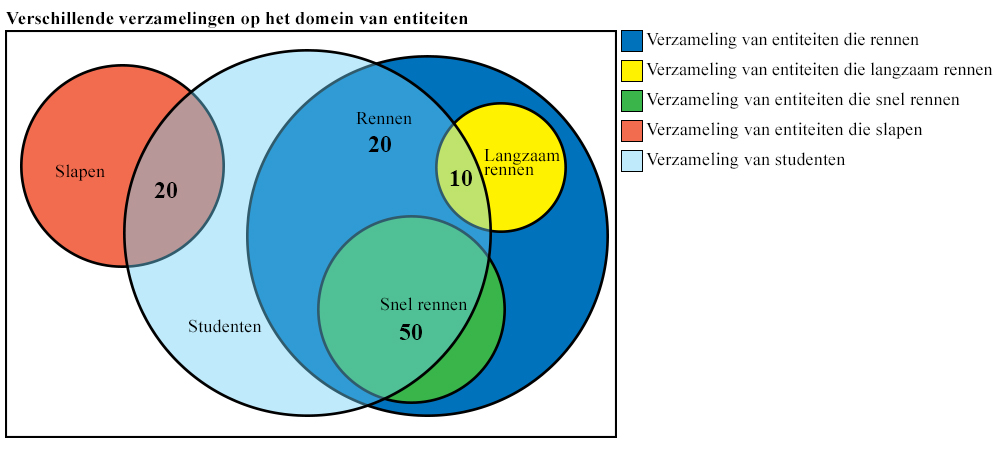 Verschillende verzamelingen op het domein van entiteiten
Verzameling van entiteiten die rennen
Verzameling van entiteiten die langzaam rennen
Verzameling van entiteiten die snel rennen
Verzameling van entiteiten die slapen
Verzameling van studenten
Rennen
20
Langzaam
rennen
10
Slapen
20
Snel rennen
50
Studenten